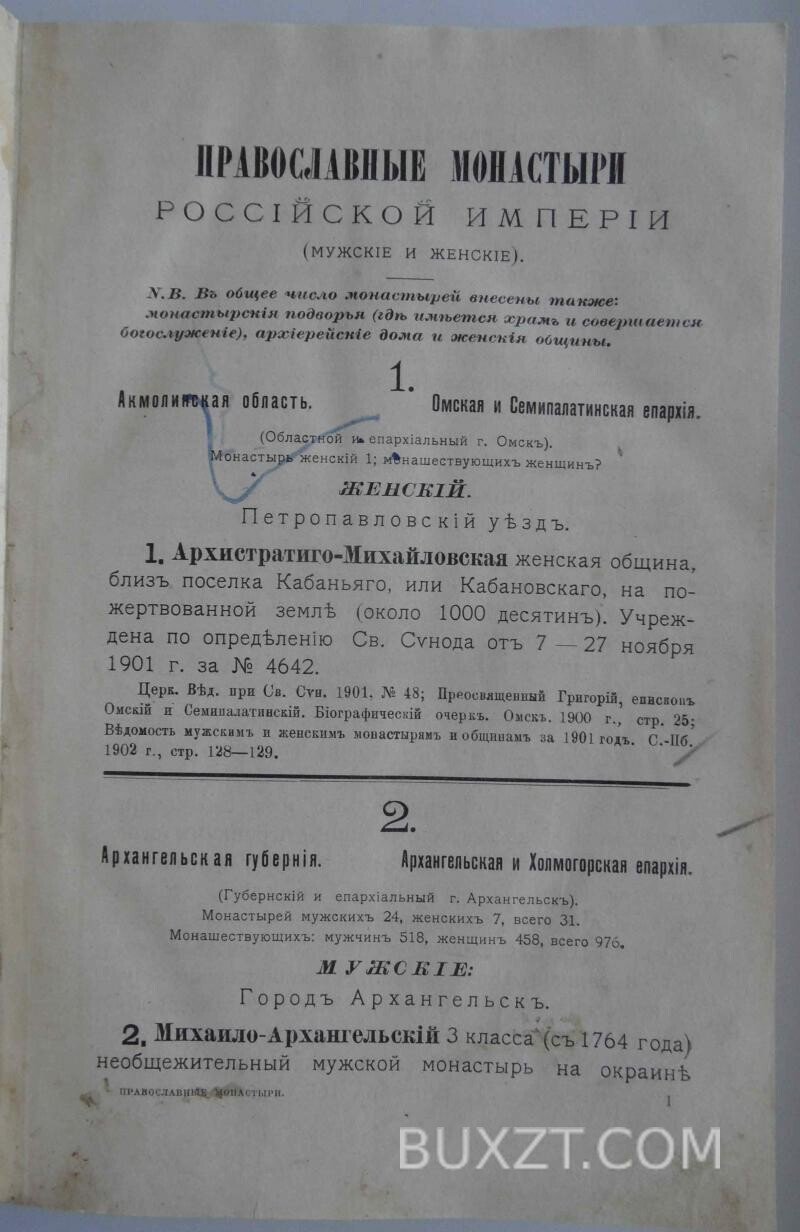 ПРАВОСЛАВНЫЕ МОНАСТЫРИ
РОССІЙСКОЙ ИМПЕРІИ
(МУЖСКІЕ И ЖЕНСКІЕ).
N.B. Въ общее число монастырей внесены также:
монастырскія подворья (гдѣ имѣется храмъ и совершается
богослуженіе), архіерейскіе дома и женскія общины.
1.
Акмолинская область. Омская и Семипалатинская епархія.
(Областной и епархіальный г. Омскъ).
Монастырь женскій 1; монашествующихъ женщинъ?
ЖЕНСКІЙ.
Петропавловскій уѣздъ.
1. Архистратиго-Михайловская женская община,
близъ поселка Кабаньяго, или Кабановскаго, на по-
жертвованной землѣ (около 1000 десятинъ). Учреж-
дена по опредѣленію Св. Сѵнода отъ 7 — 27 ноября
1901 г. за № 4642.
Церк. Вѣд. при Св. Сѵн. 1901, № 48; Преосвященный Григорій, епископъ
Омскій и Семипалатинскій. Біографическій очеркъ. Омскъ. 1900 г., стр. 25;
Вѣдомость мужскимъ и женскимъ монастырямъ и общинамъ за 1901 годъ. С.-Пб.
1902 г., стр. 128—129.
2.
Архангельская губернія. Архангельская и Холмогорская епархія.
(Губернскій и епархіальный г. Архангельскъ).
Монастырей мужскихъ 24, женскихъ 7, всего 31.
Монашествующихъ: мужчинъ 518, женщинъ 458, всего 976.
МУЖСКІЕ:
Городъ Архангельскъ.
2. Михаило-Архангельскій 3 класса (съ 1764 года)
необщежительный мужской монастырь на окраинѣ
ПРАВОСЛАВНЫЕ МОНАСТЫРИ. 1
BUXZT.COM